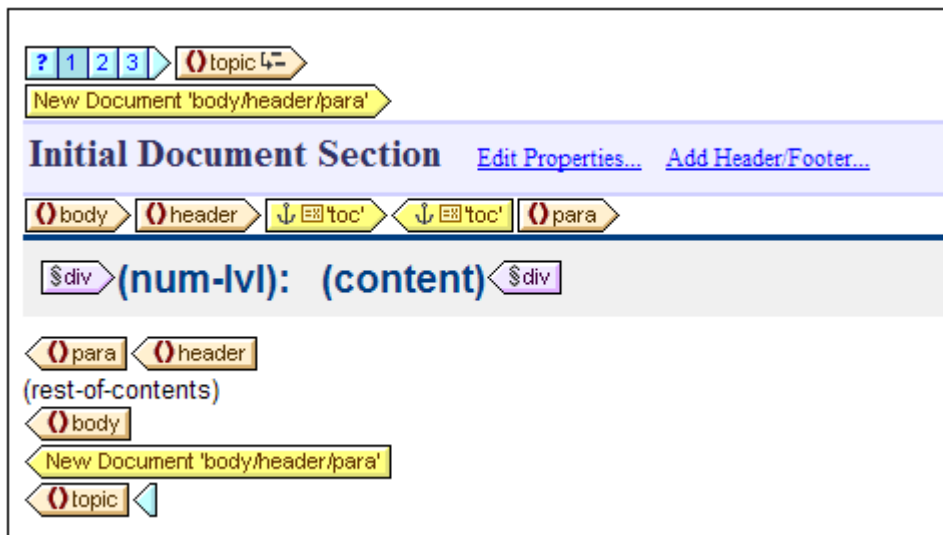 ? 1 2 3 () topic
New Document 'body/header/para'
Initial Document Section Edit Properties... Add Header/Footer...
() body () header 'toc' 'toc' () para
§ div (num-lvl): (content) § div
() para () header
(rest-of-contents)
() body
New Document 'body/header/para'
() topic